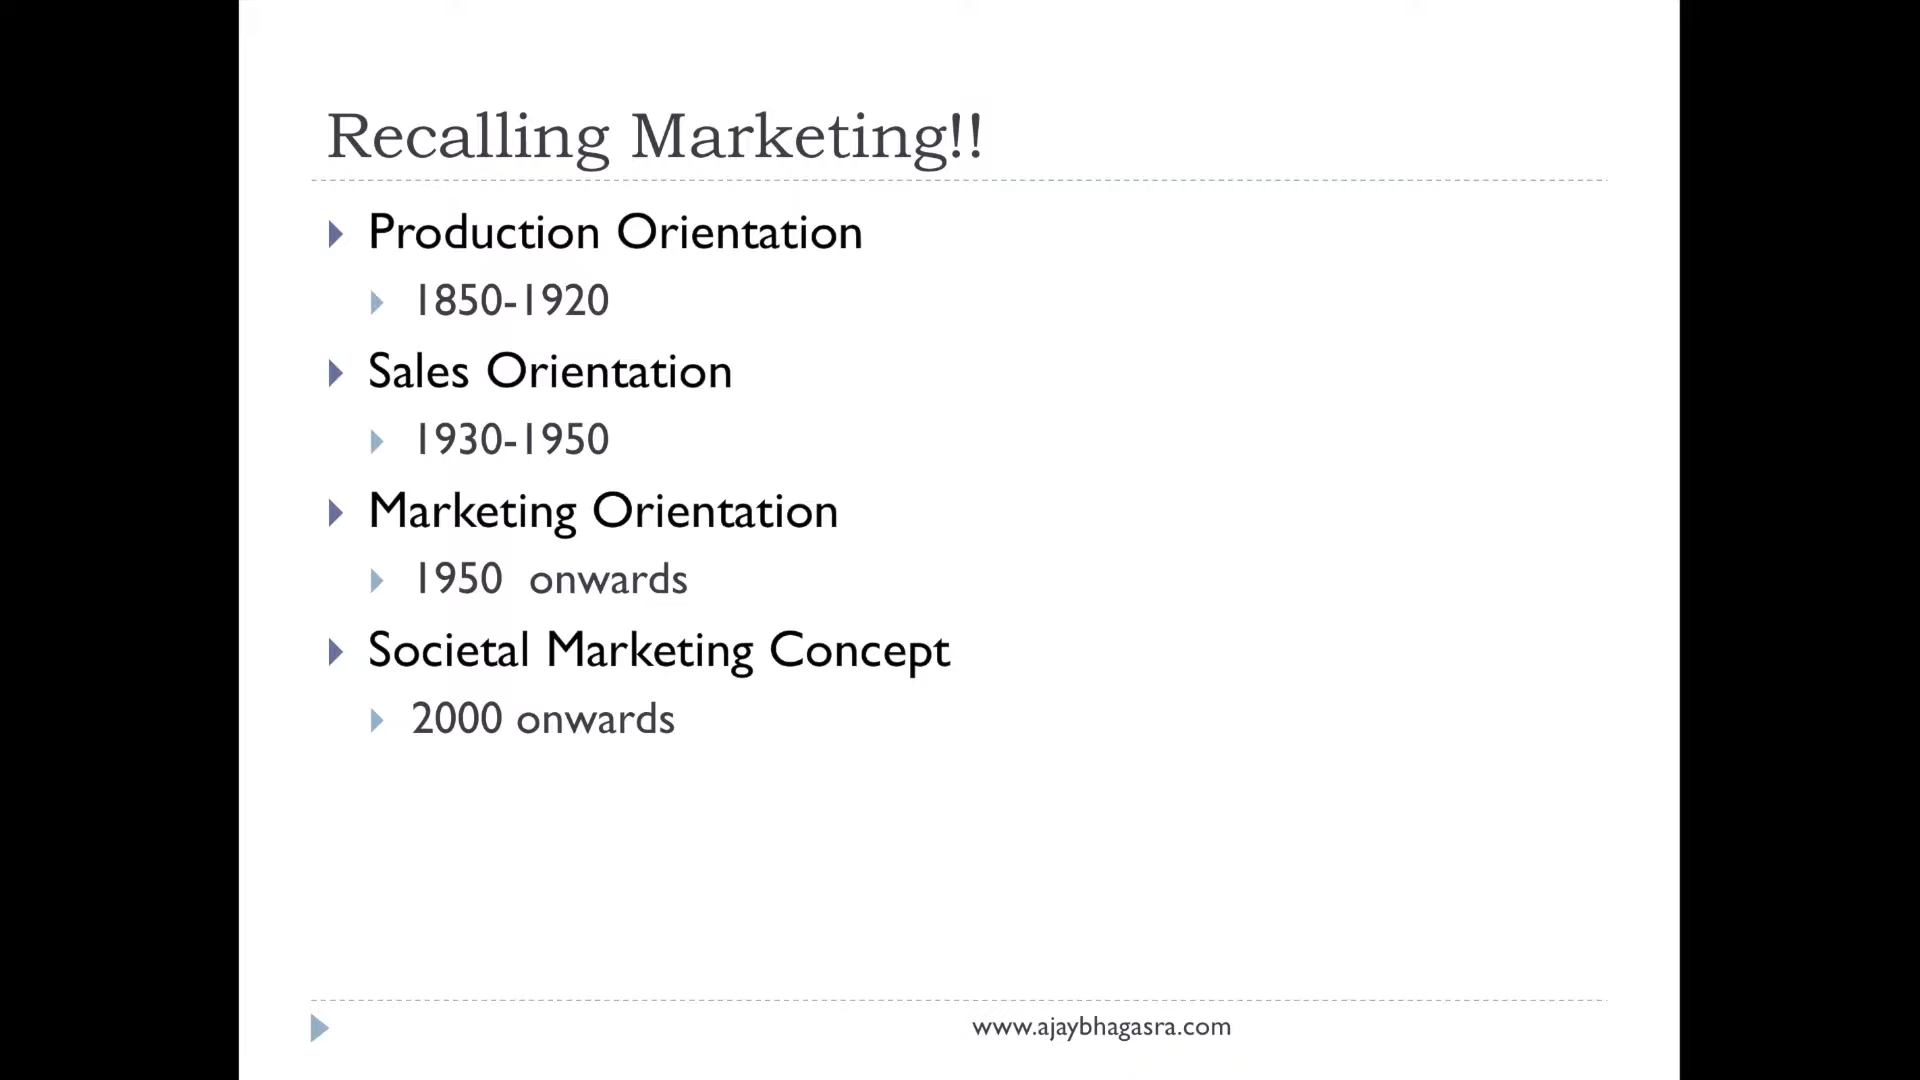 Recalling Marketing!!
Production Orientation
1850-1920
Sales Orientation
1930-1950
Marketing Orientation
1950  onwards
Societal Marketing Concept
2000 onwards
www.ajaybhagasra.com